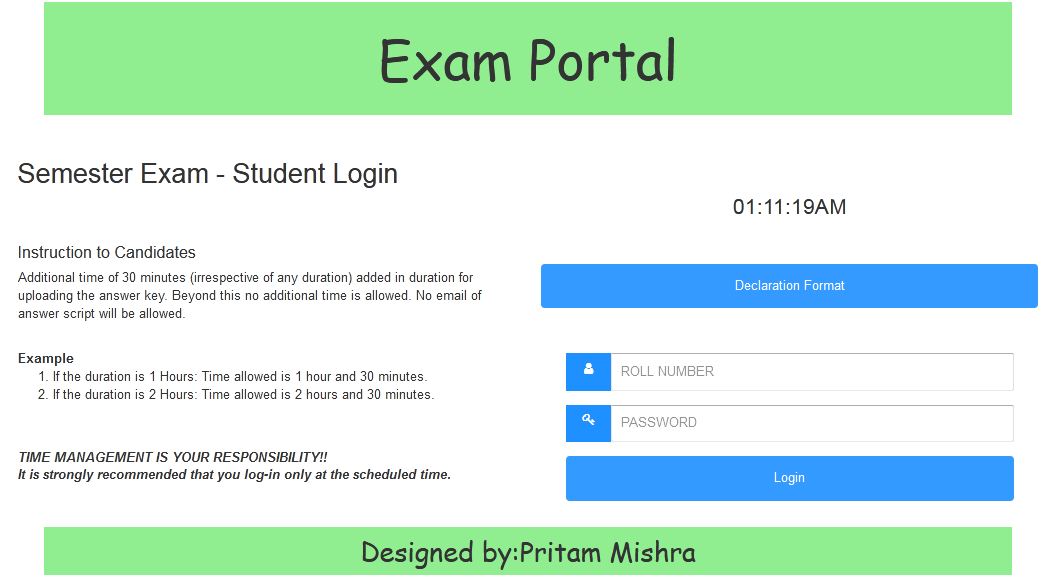 Exam Portal
Semester Exam - Student Login
01:11:19AM
Instruction to Candidates
Additional time of 30 minutes (irrespective of any duration) added in duration for
uploading the answer key. Beyond this no additional time is allowed. No email of
answer script will be allowed.
Declaration Format
Example
1. If the duration is 1 Hours: Time allowed is 1 hour and 30 minutes.
2. If the duration is 2 Hours: Time allowed is 2 hours and 30 minutes.
ROLL NUMBER
PASSWORD
TIME MANAGEMENT IS YOUR RESPONSIBILITY!!
It is strongly recommended that you log-in only at the scheduled time.
Login
Designed by:Pritam Mishra